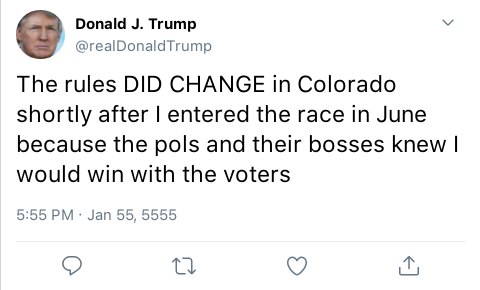 Donald J. Trump
@realDonaldTrump
The rules DID CHANGE in Colorado
shortly after I entered the race in June
because the pols and their bosses knew I
would win with the voters
5:55 PM · Jan 55, 5555